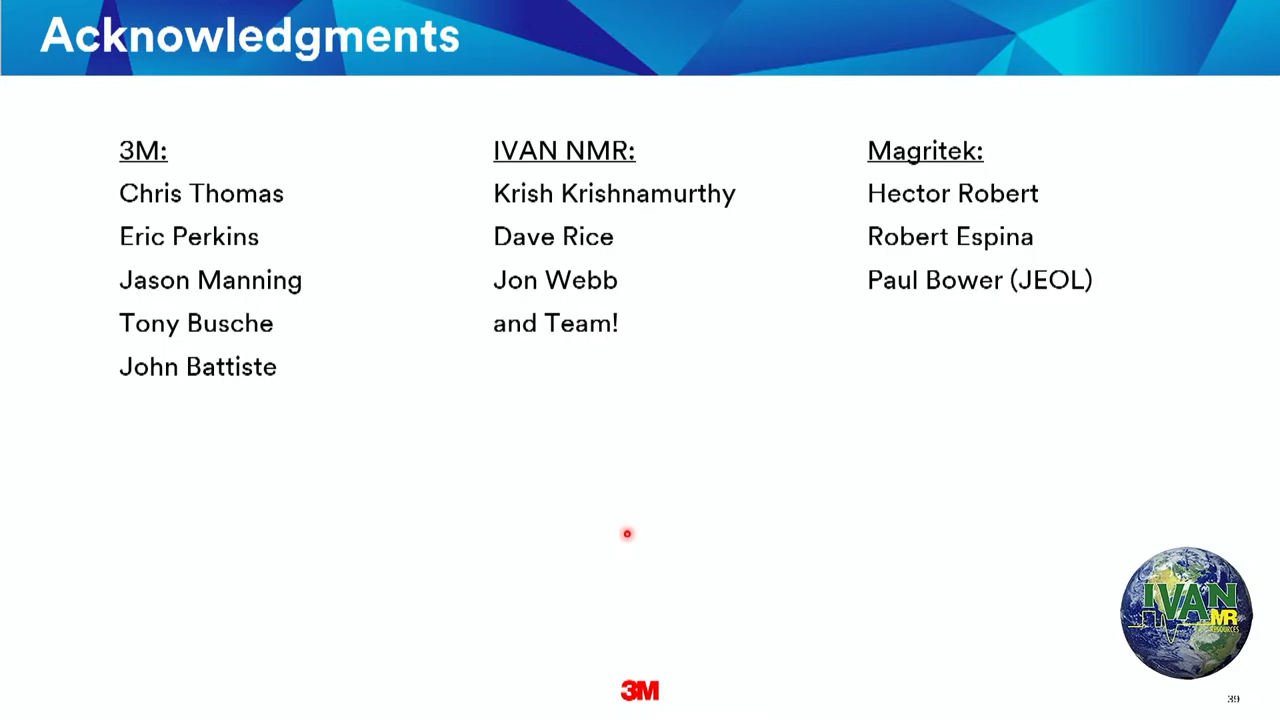 Acknowledgments
3M:
Chris Thomas
Eric Perkins
Jason Manning
Tony Busche
John Battiste
IVAN NMR:
Krish Krishnamurthy
Dave Rice
Jon Webb
and Team!
Magritek:
Hector Robert
Robert Espina
Paul Bower (JEOL)
IVAN
MR
RESOURCES
3M
39